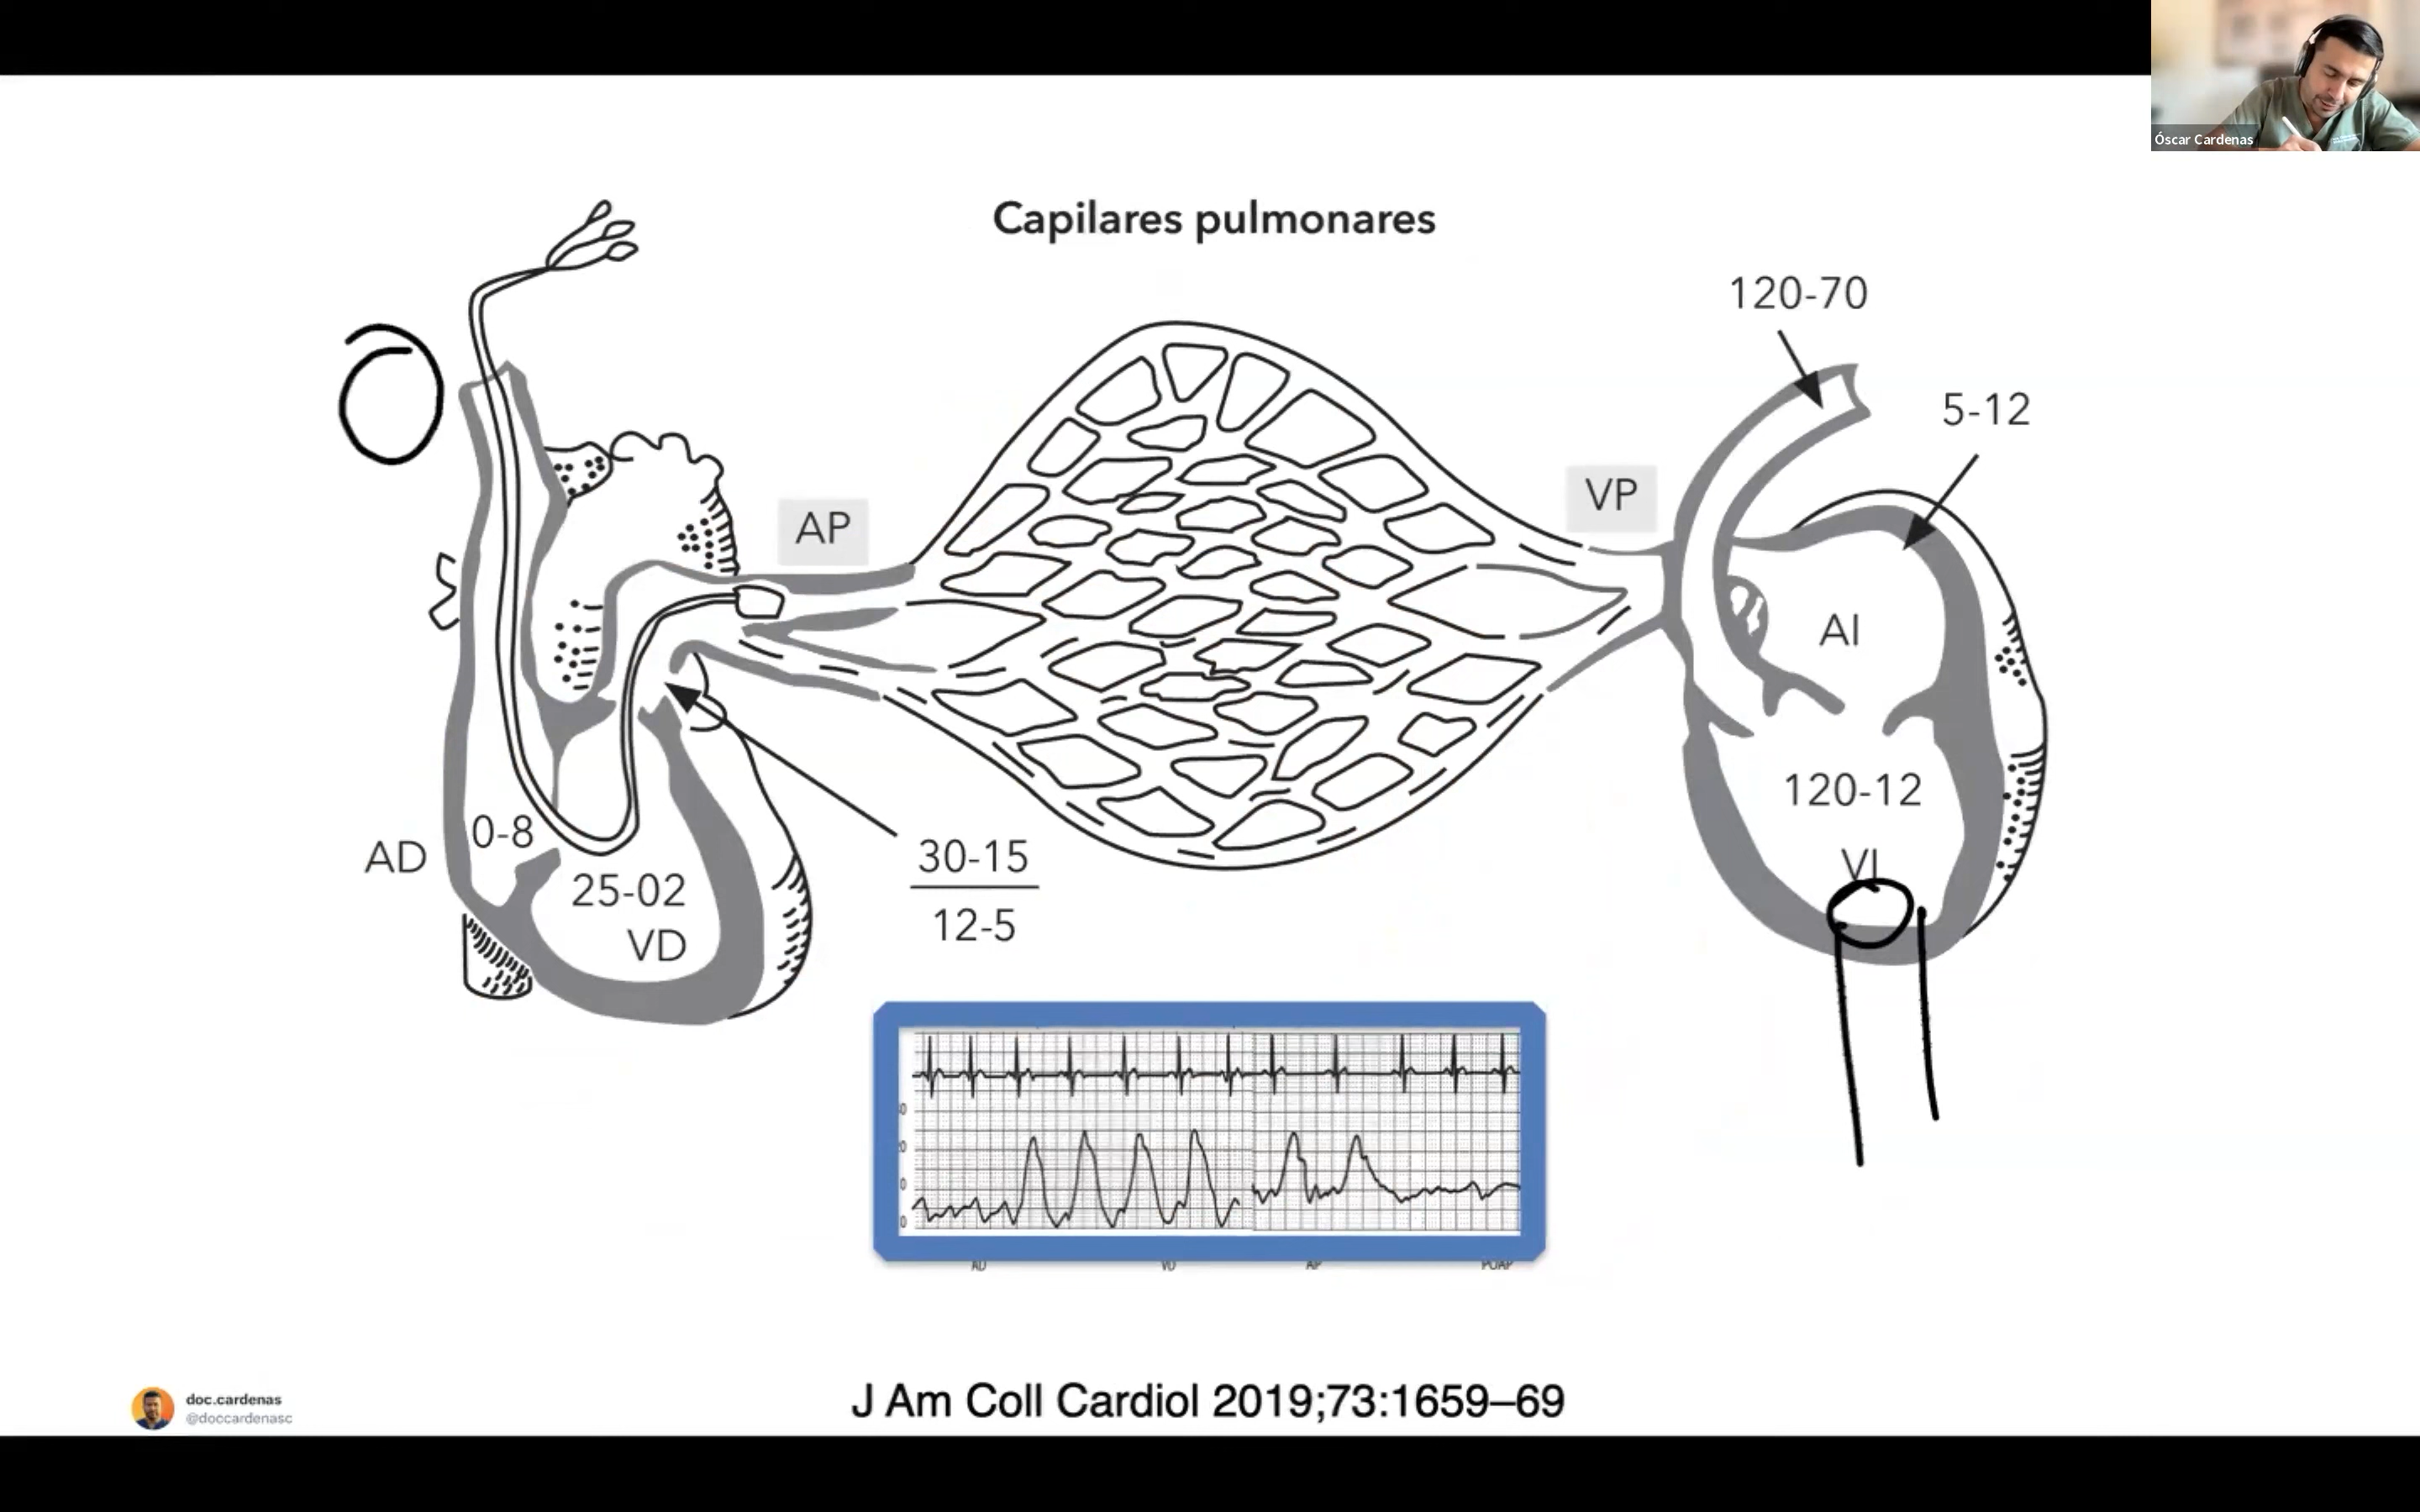 Óscar Cardenas
Capilares pulmonares
120-70
5-12
AP
VP
AI
120-12
VI
AD
0-8
25-02
VD
30-15
12-5
AD
VD
AP
POAP
doc.cardenas
@doccardenasc
J Am Coll Cardiol 2019;73:1659–69